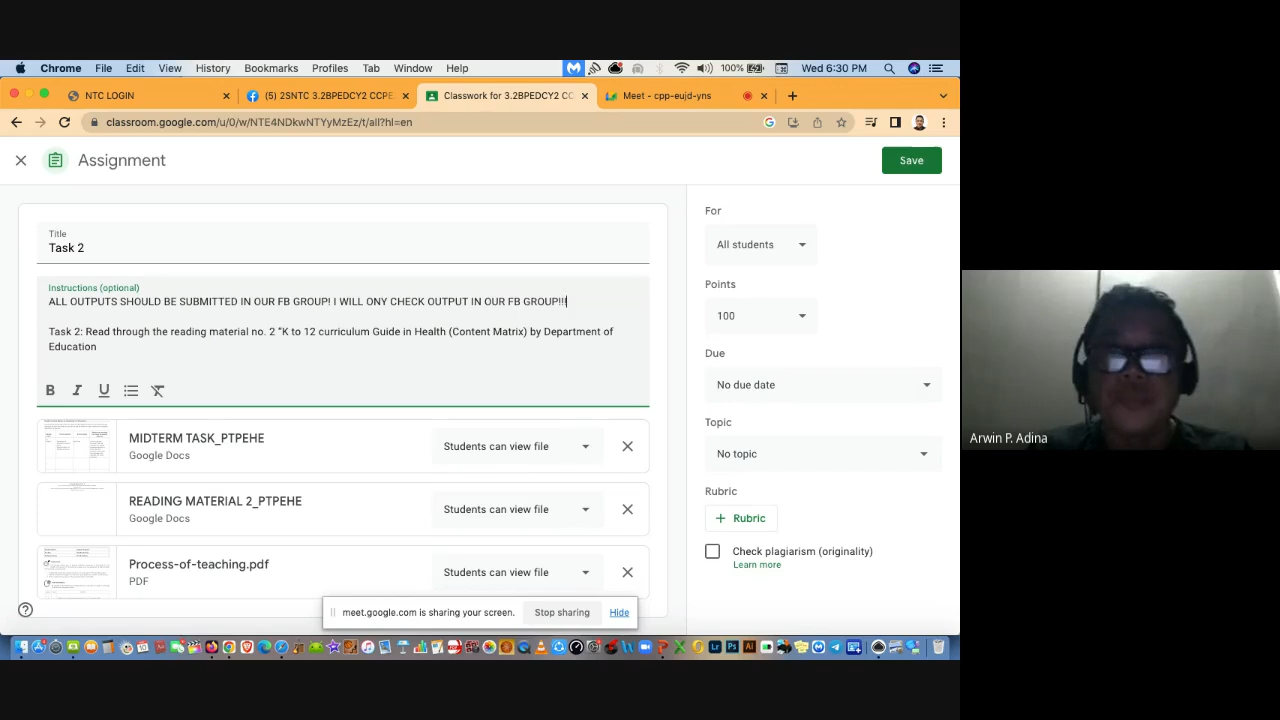 Chrome File Edit View History Bookmarks Profiles Tab Window Help 100% Wed 6:30 PM
NTC LOGIN (5) 2SNTC 3.2BPEDCY2 CCPE Classwork for 3.2BPEDCY2 CC Meet - cpp-eujd-yns
classroom.google.com/u/0/w/NTE4NDkwNTYyMzEz/t/all?hl=en
Assignment
Save
Title
Task 2
Instructions (optional)
ALL OUTPUTS SHOULD BE SUBMITTED IN OUR FB GROUP! I WILL ONY CHECK OUTPUT IN OUR FB GROUP!!!
Task 2: Read through the reading material no. 2 "K to 12 curriculum Guide in Health (Content Matrix) by Department of
Education
B I U
MIDTERM TASK_PTPEHE
Google Docs
Students can view file
READING MATERIAL 2_PTPEHE
Google Docs
Students can view file
Process-of-teaching.pdf
PDF
Students can view file
For
All students
Points
100
Due
No due date
Topic
No topic
Rubric
+ Rubric
Check plagiarism (originality)
Learn more
meet.google.com is sharing your screen. Stop sharing Hide
Arwin P. Adina